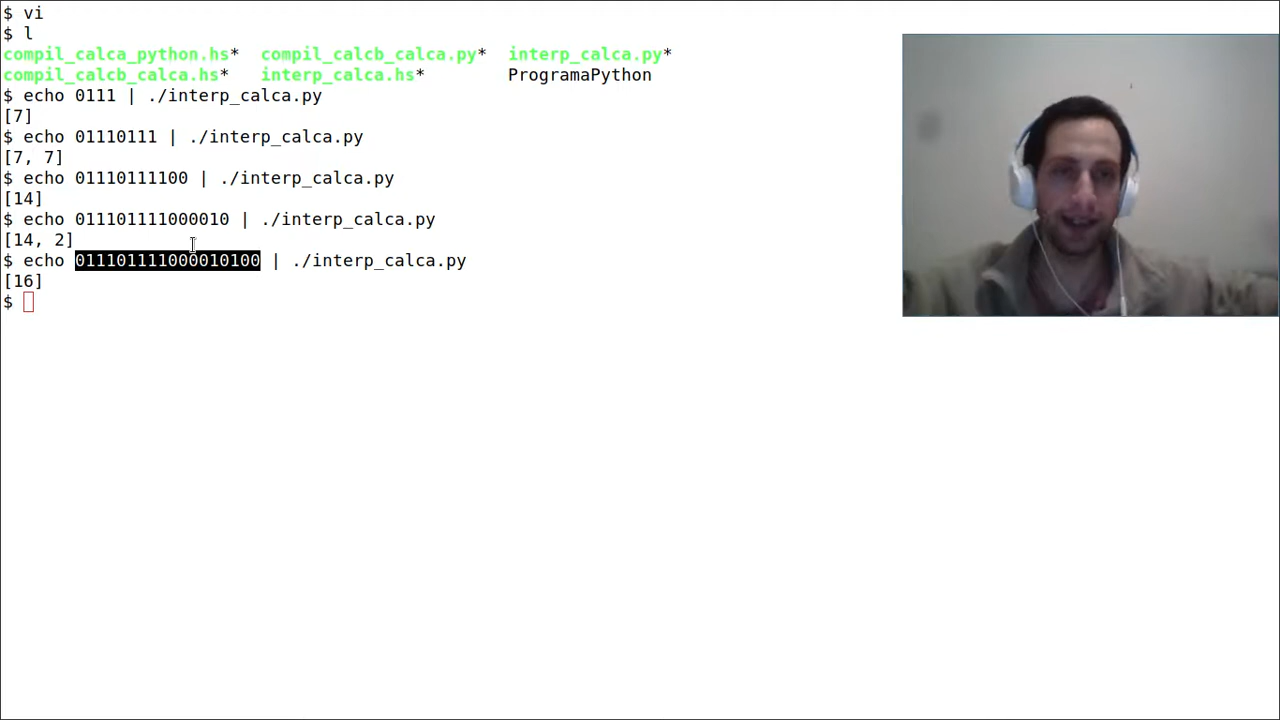 $ vi
$ l
compil_calca_python.hs*  compil_calcb_calca.py*  interp_calca.py*
compil_calcb_calca.hs*   interp_calca.hs*        ProgramaPython
$ echo 0111 | ./interp_calca.py
[7]
$ echo 01110111 | ./interp_calca.py
[7, 7]
$ echo 01110111100 | ./interp_calca.py
[14]
$ echo 011101111000010 | ./interp_calca.py
[14, 2]
$ echo 011101111000010100 | ./interp_calca.py
[16]
$